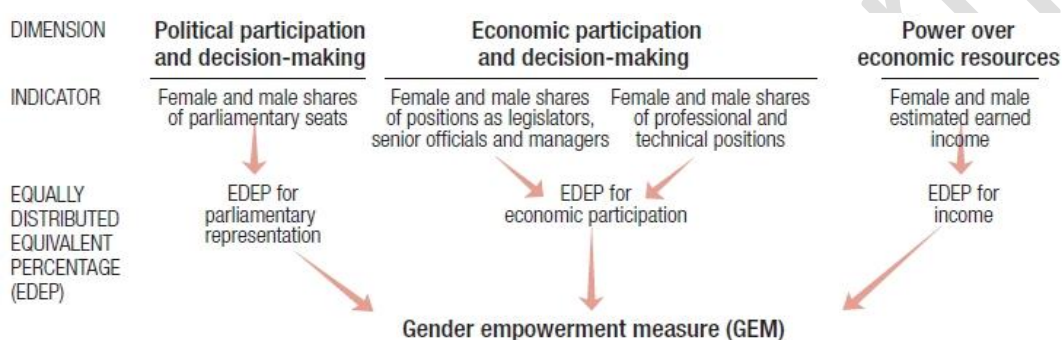 DIMENSION
Political participation
and decision-making
Economic participation
and decision-making
Power over
economic resources
INDICATOR
Female and male shares
of parliamentary seats
Female and male shares
of positions as legislators,
senior officials and managers
Female and male shares
of professional and
technical positions
Female and male
estimated earned
income
EQUALLY
DISTRIBUTED
EQUIVALENT
PERCENTAGE
(EDEP)
EDEP for
parliamentary
representation
EDEP for
economic participation
EDEP for
income
Gender empowerment measure (GEM)